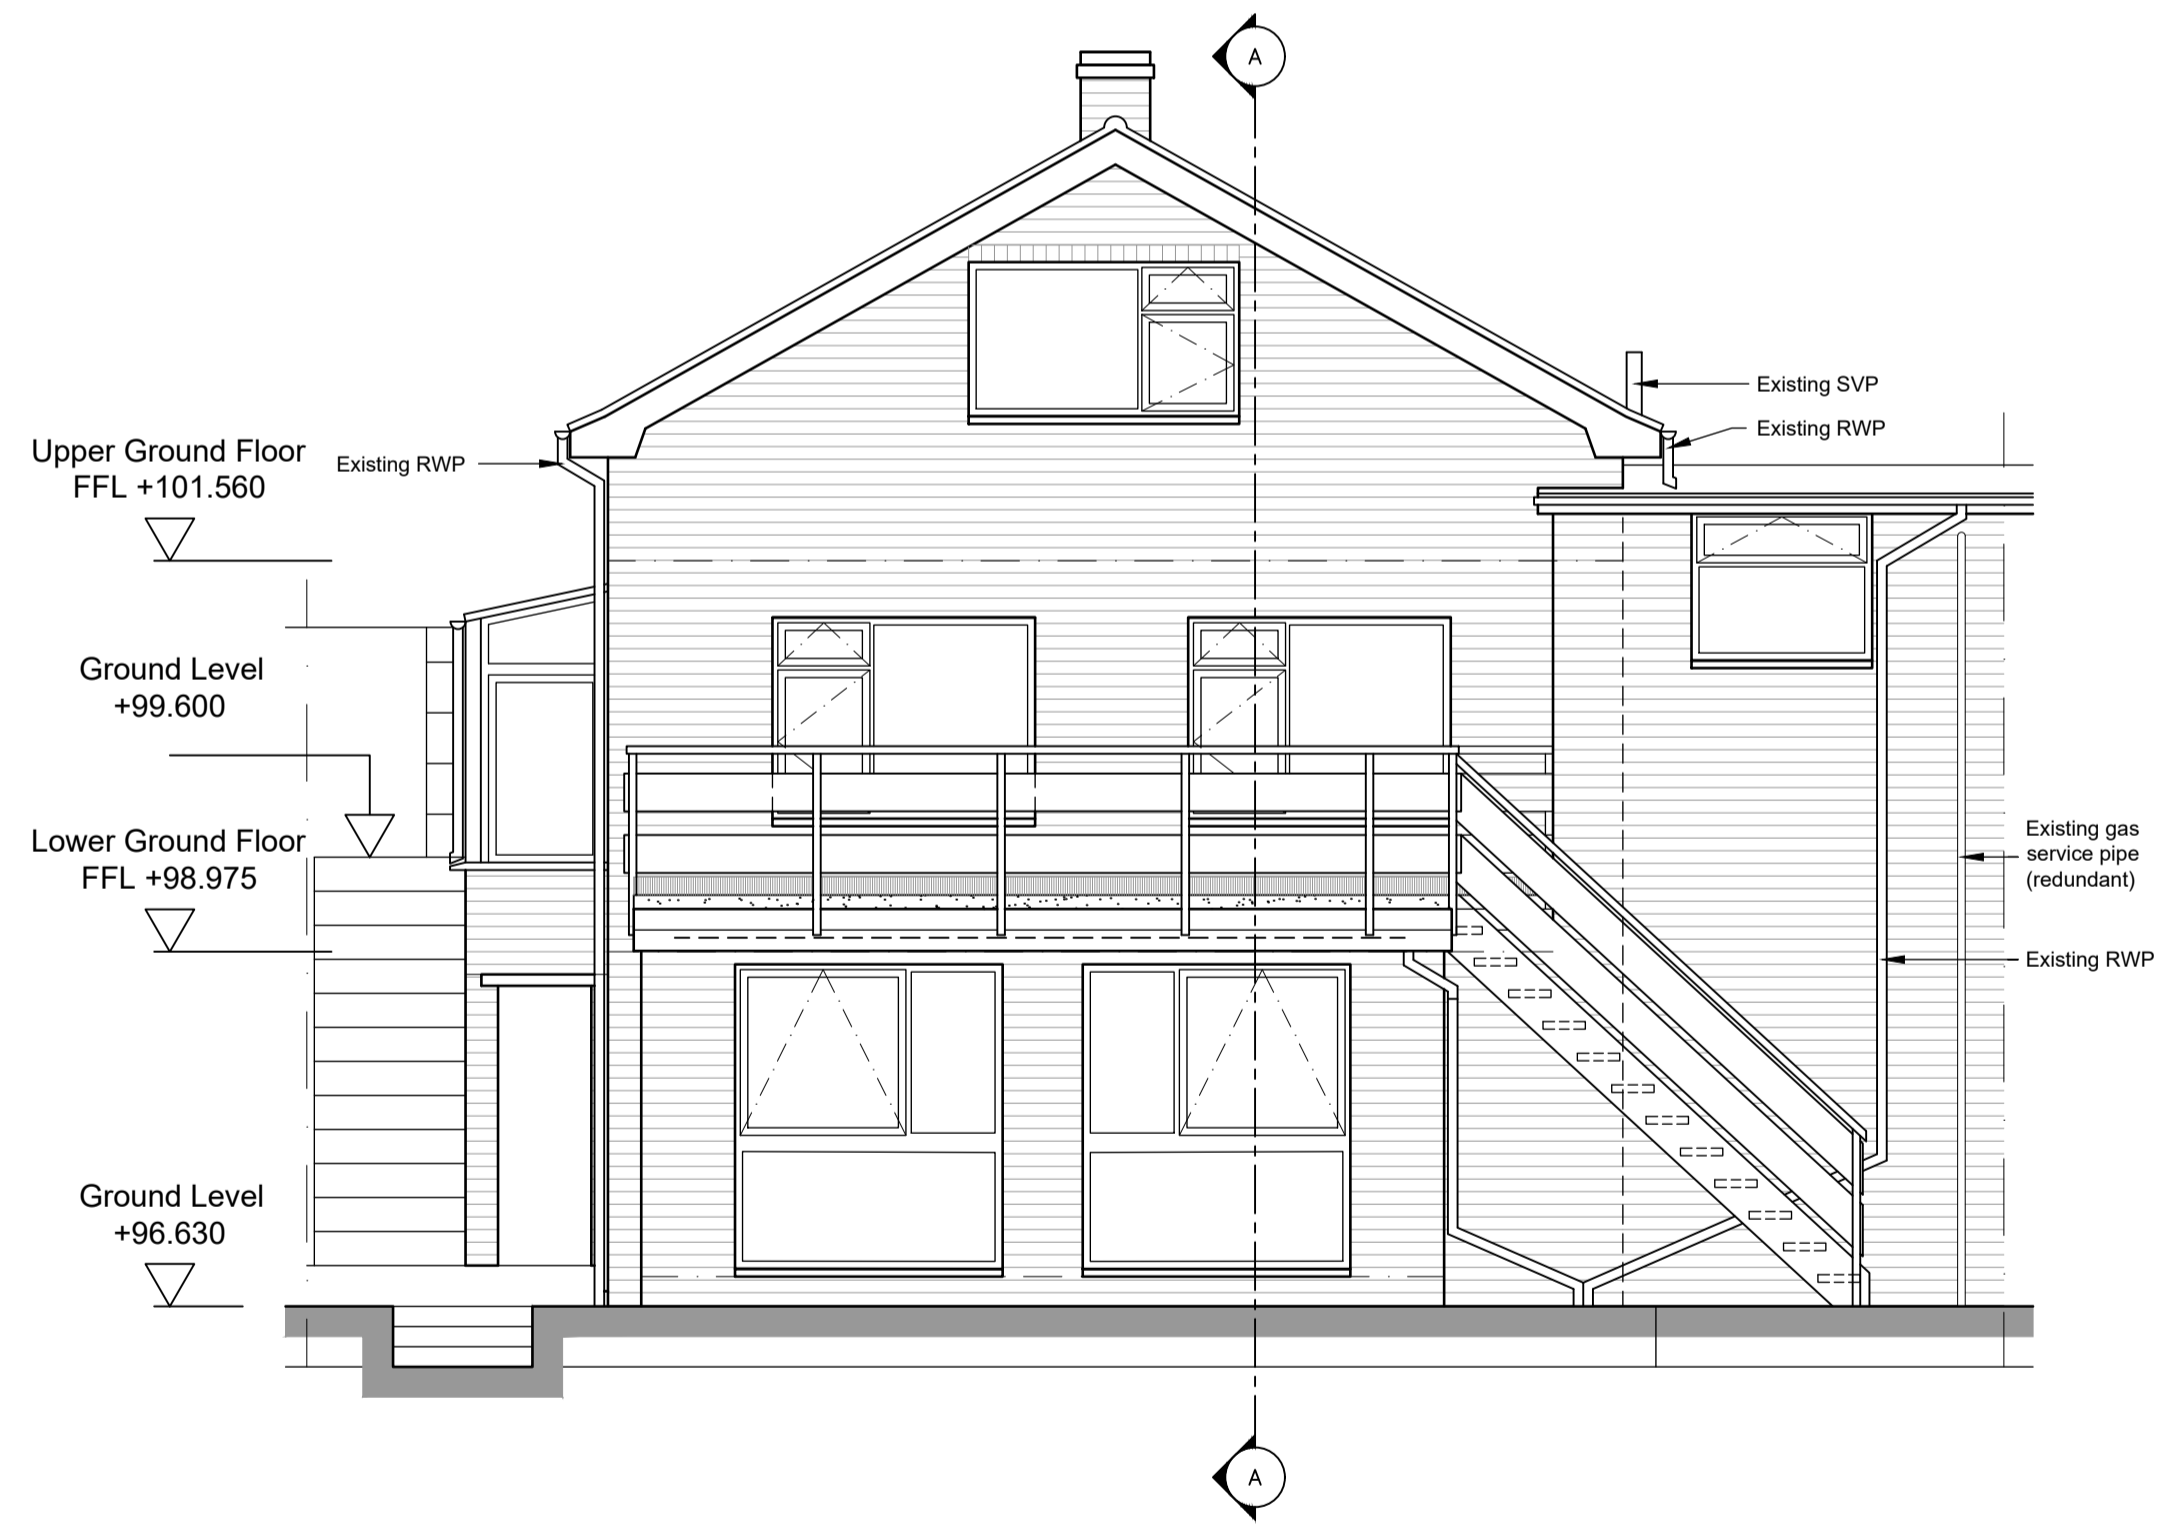 A
Existing SVP
Existing RWP
Upper Ground Floor
FFL +101.560
Existing RWP
Ground Level
+99.600
Lower Ground Floor
FFL +98.975
Existing gas
service pipe
(redundant)
Existing RWP
Ground Level
+96.630
A